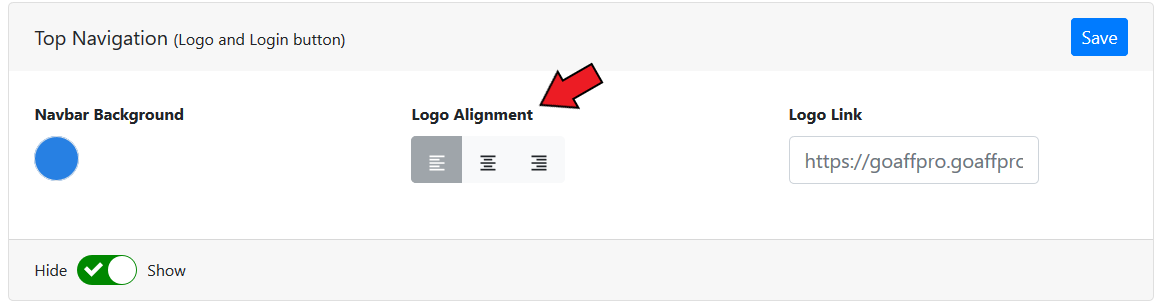 Top Navigation (Logo and Login button)
Save
Navbar Background
Logo Alignment
Logo Link
https://goaffpro.goaffprc
Hide
Show